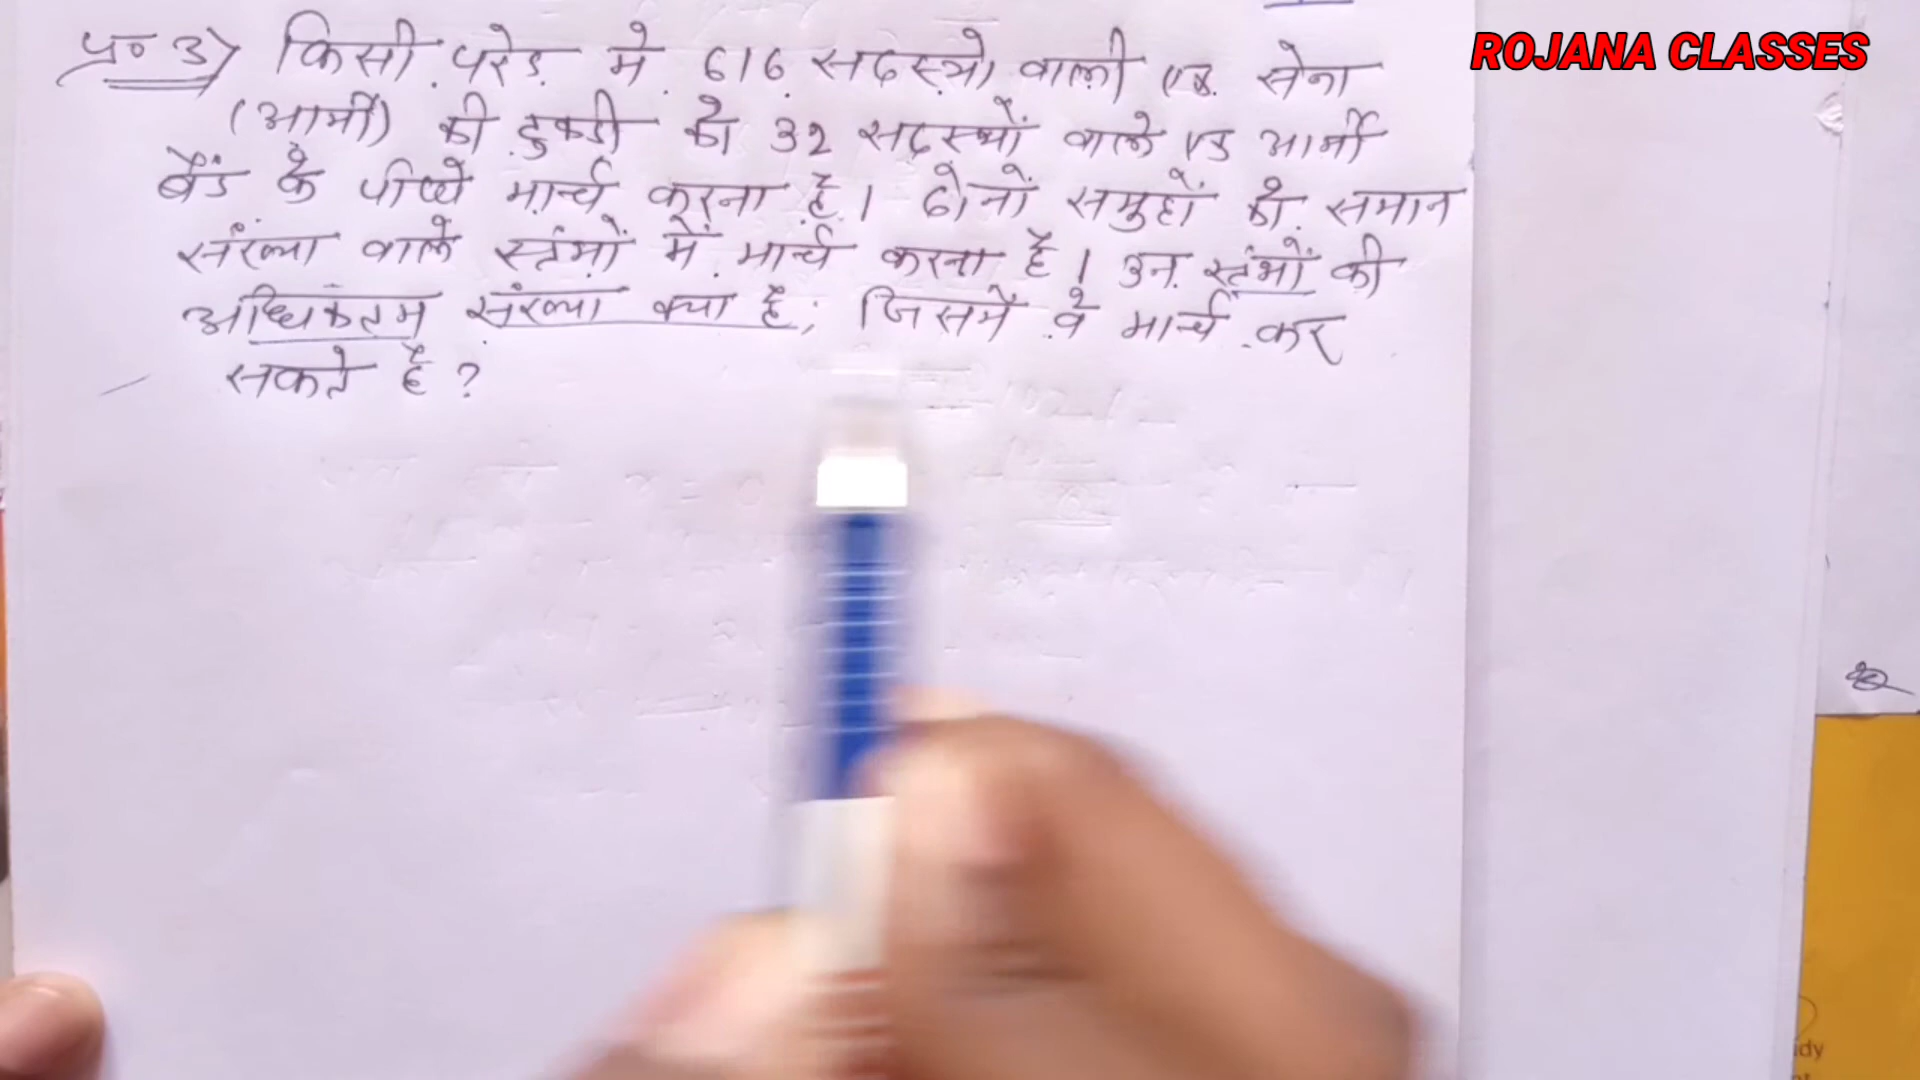 ROJANA CLASSES
प्र० 3> किसी परेड में 616 सदस्यो वाली एक सेना
(आर्मी) की टुकडी को 32 सदस्यों वाले एक आर्मी
बैंड के पीछे मार्च करना है। दोनों समुहों को समान
संख्या वाले स्तंभों में मार्च करना है। उन स्तंभों की
अधिकतम संख्या क्या है; जिसमें वे मार्च कर
सकते है?